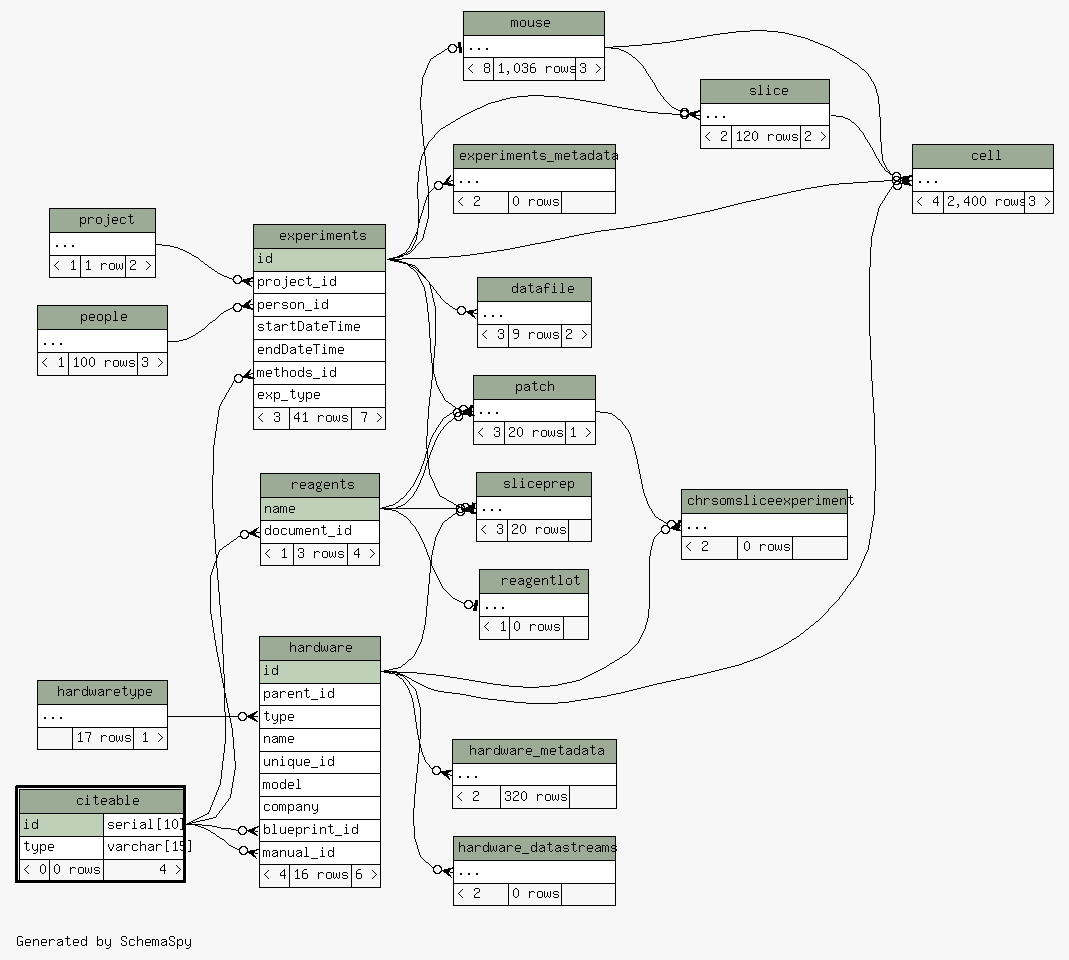 mouse
...
< 8 1,036 rows 3 >
slice
...
< 2 120 rows 2 >
experiments_metadata
...
< 2 0 rows
cell
...
< 4 2,400 rows 3 >
project
...
< 1 1 row 2 >
experiments
id
project_id
person_id
startDateTime
endDateTime
methods_id
exp_type
< 3 41 rows 7 >
people
...
< 1 100 rows 3 >
datafile
...
< 3 9 rows 2 >
patch
...
< 3 20 rows 1 >
reagents
name
document_id
< 1 3 rows 4 >
sliceprep
...
< 3 20 rows
chrsomsliceexperiment
...
< 2 0 rows
reagentlot
...
< 1 0 rows
hardware
id
parent_id
type
name
unique_id
model
company
blueprint_id
manual_id
< 4 16 rows 6 >
hardwaretype
...
17 rows 1 >
hardware_metadata
...
< 2 320 rows
citeable
id serial[10]
type varchar[15]
< 0 0 rows 4 >
hardware_datastreams
...
< 2 0 rows
Generated by SchemaSpy